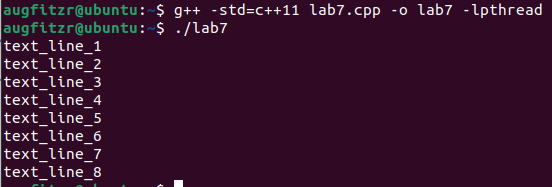 augfitzr@ubuntu:~$ g++ -std=c++11 lab7.cpp -o lab7 -lpthread
augfitzr@ubuntu:~$ ./lab7
text_line_1
text_line_2
text_line_3
text_line_4
text_line_5
text_line_6
text_line_7
text_line_8
augfitzr@ubuntu:~$